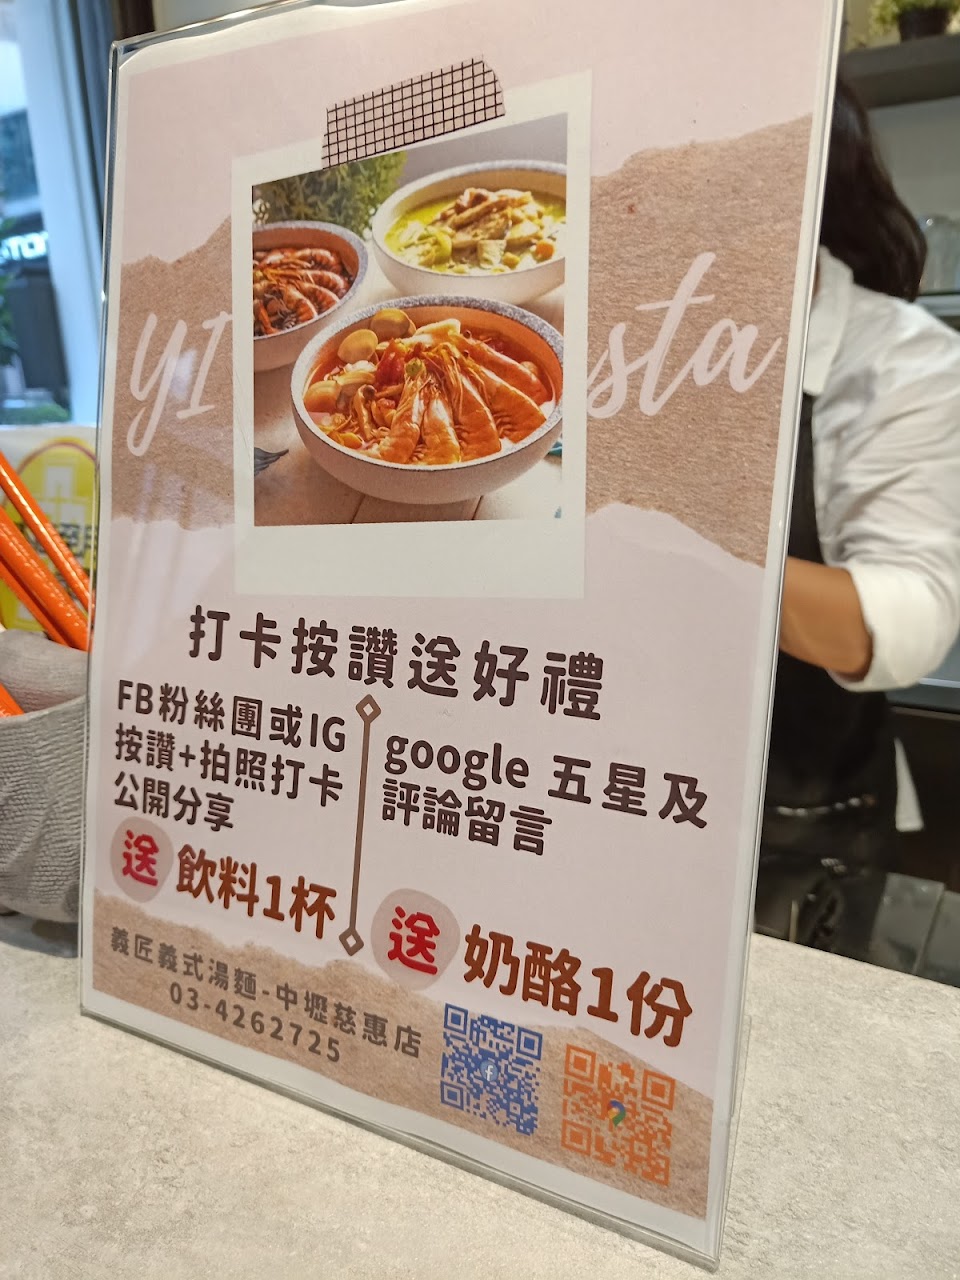 YI
sta
打卡按讚送好禮
FB粉絲團或IG
按讚+拍照打卡
公開分享
送 飲料1杯
google 五星及
評論留言
送 奶酪1份
義匠義式湯麵-中壢慈惠店
03-4262725